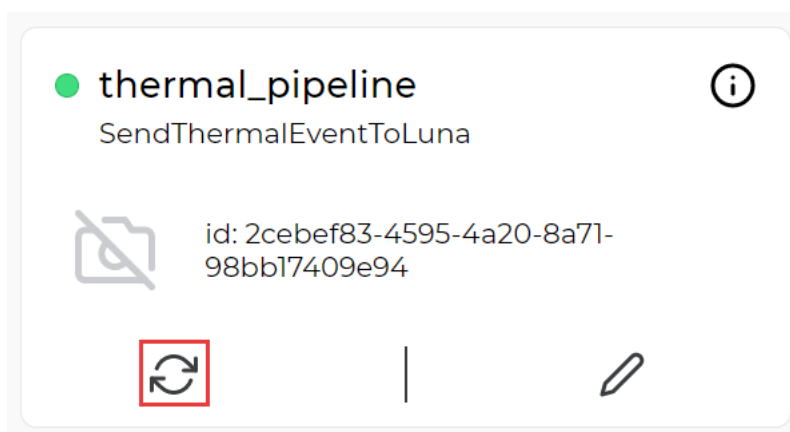 thermal_pipeline
SendThermalEventToLuna
id: 2cebef83-4595-4a20-8a71-
98bb17409e94